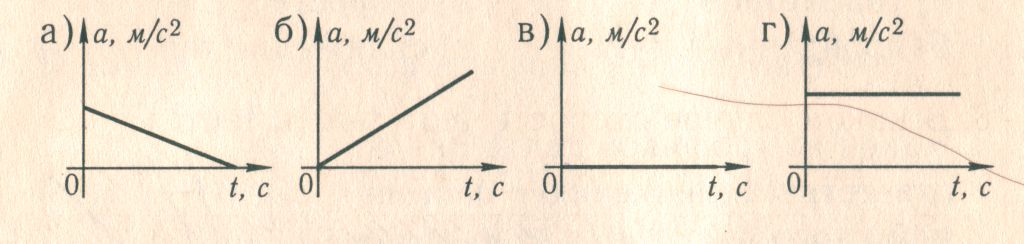 а) а, м/с² б) а, м/с² в) а, м/с² г) а, м/с²
0 t, с 0 t, с 0 t, с 0 t, с